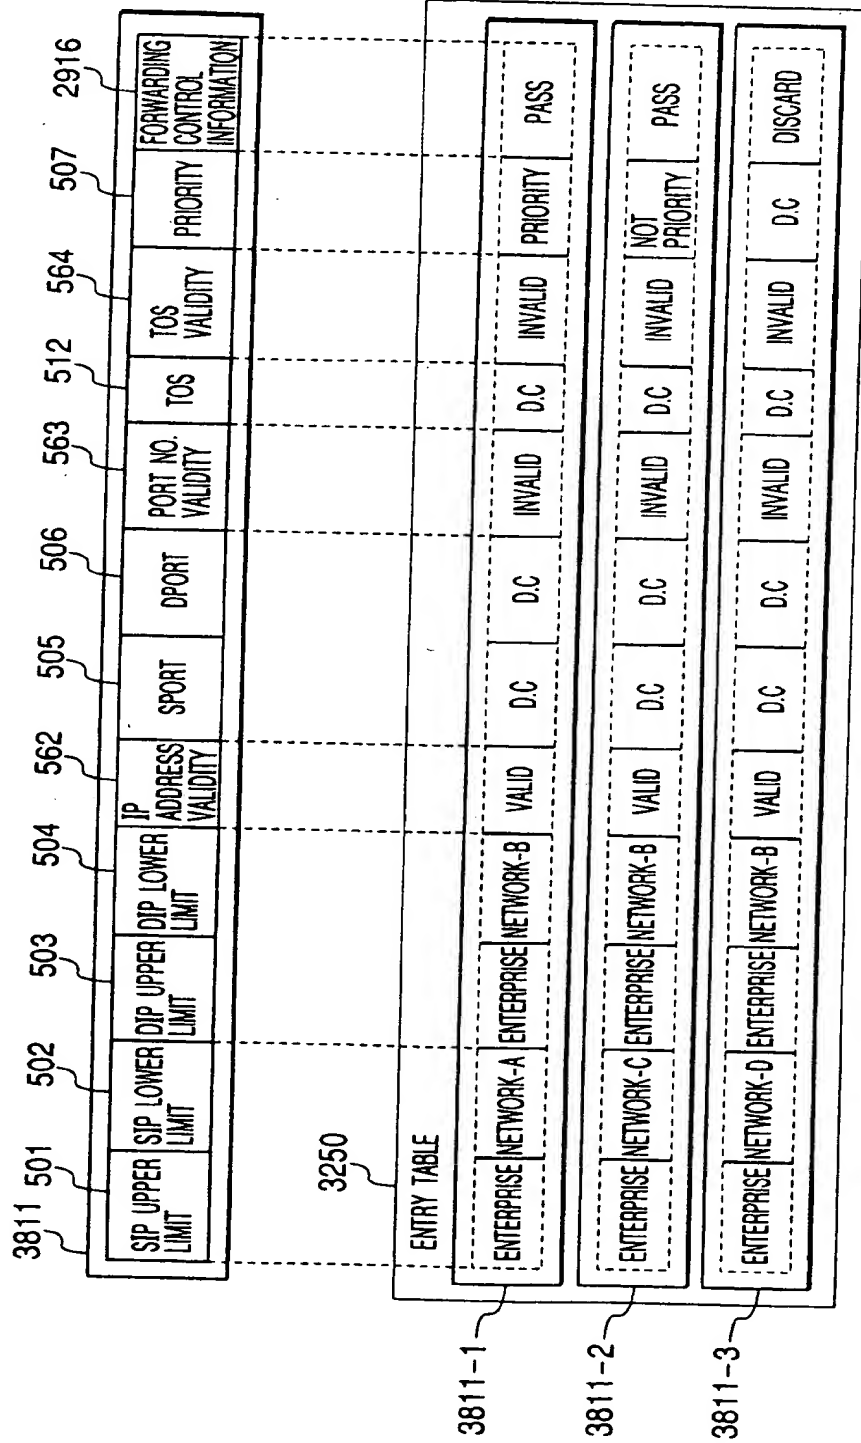 3811
501
502
503
504
562
505
506
563
512
564
507
2916
SIP UPPER
LIMIT
SIP LOWER
LIMIT
DIP UPPER
LIMIT
DIP LOWER
LIMIT
IP
ADDRESS
VALIDITY
SPORT
DPORT
PORT NO.
VALIDITY
TOS
TOS
VALIDITY
PRIORITY
FORWARDING
CONTROL
INFORMATION
3250
ENTRY TABLE
3811-1
ENTERPRISE NETWORK-A ENTERPRISE NETWORK-B VALID D.C D.C INVALID D.C INVALID PRIORITY PASS
3811-2
ENTERPRISE NETWORK-C ENTERPRISE NETWORK-B VALID D.C D.C INVALID D.C INVALID NOT
PRIORITY PASS
3811-3
ENTERPRISE NETWORK-D ENTERPRISE NETWORK-B VALID D.C D.C INVALID D.C INVALID D.C DISCARD